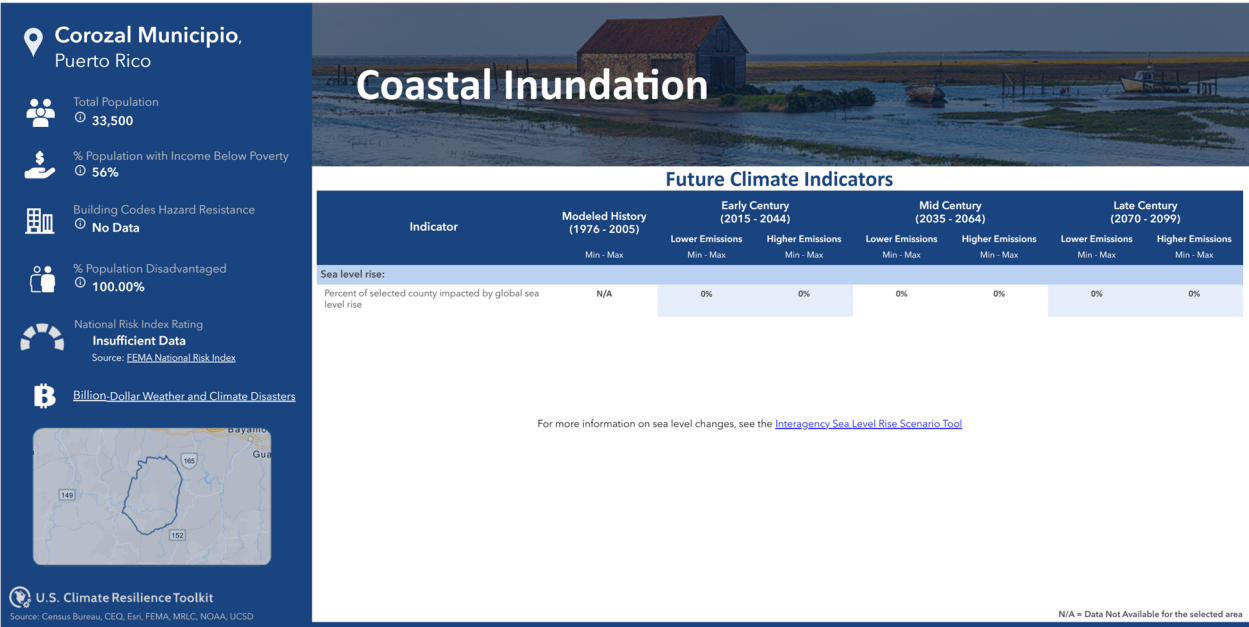 Corozal Municipio,
Puerto Rico
Total Population
33,500
% Population with Income Below Poverty
56%
Building Codes Hazard Resistance
No Data
% Population Disadvantaged
100.00%
National Risk Index Rating
Insufficient Data
Source: FEMA National Risk Index
Billion-Dollar Weather and Climate Disasters
Bayamo
Gua
165
149
152
U.S. Climate Resilience Toolkit
Source: Census Bureau, CEQ, Esri, FEMA, MRLC, NOAA, UCSD
Coastal Inundation
Future Climate Indicators
Indicator
Modeled History
(1976 - 2005)
Min - Max
Early Century
(2015 - 2044)
Mid Century
(2035 - 2064)
Late Century
(2070 - 2099)
Lower Emissions Higher Emissions Lower Emissions Higher Emissions Lower Emissions Higher Emissions
Min - Max Min - Max Min - Max Min - Max Min - Max Min - Max
Sea level rise:
Percent of selected county impacted by global sea
level rise
N/A 0% 0% 0% 0% 0% 0%
For more information on sea level changes, see the Interagency Sea Level Rise Scenario Tool
N/A = Data Not Available for the selected area